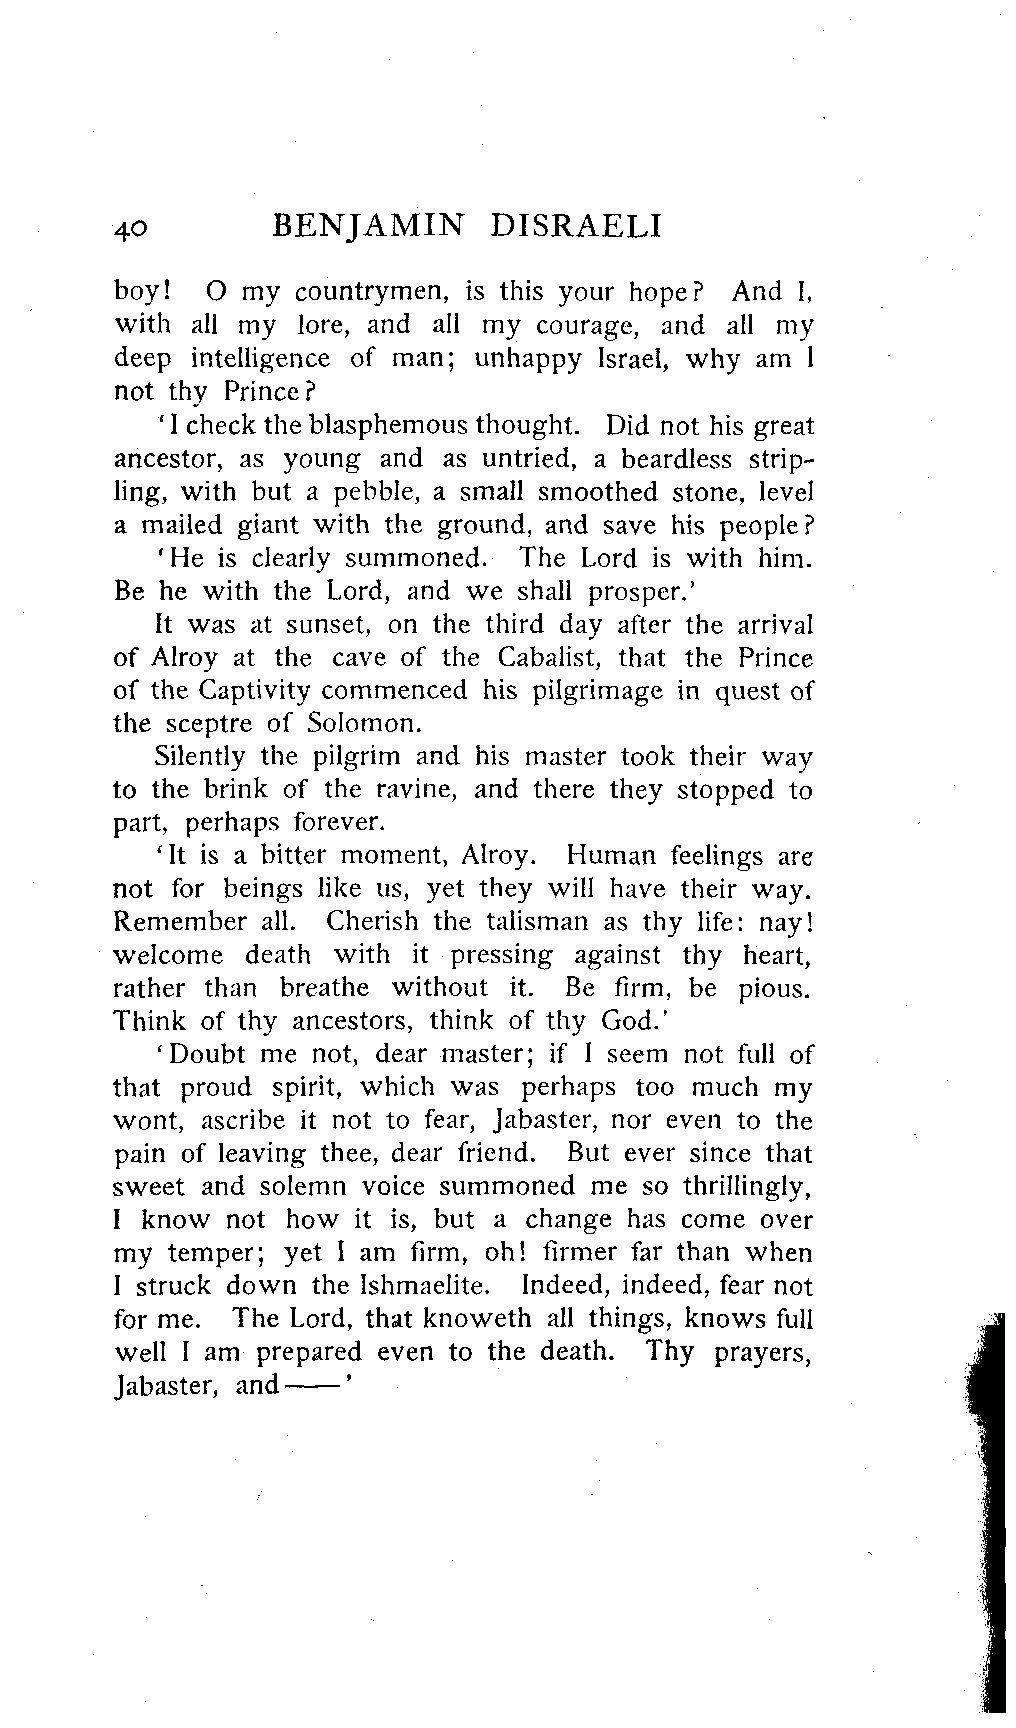 40 BENJAMIN DISRAELI
boy! O my countrymen, is this your hope? And I,
with all my lore, and all my courage, and all my
deep intelligence of man; unhappy Israel, why am I
not thy Prince?
‘I check the blasphemous thought. Did not his great
ancestor, as young and as untried, a beardless strip-
ling, with but a pebble, a small smoothed stone, level
a mailed giant with the ground, and save his people?
‘He is clearly summoned. The Lord is with him.
Be he with the Lord, and we shall prosper.’
It was at sunset, on the third day after the arrival
of Alroy at the cave of the Cabalist, that the Prince
of the Captivity commenced his pilgrimage in quest of
the sceptre of Solomon.
Silently the pilgrim and his master took their way
to the brink of the ravine, and there they stopped to
part, perhaps forever.
‘It is a bitter moment, Alroy. Human feelings are
not for beings like us, yet they will have their way.
Remember all. Cherish the talisman as thy life: nay!
welcome death with it pressing against thy heart,
rather than breathe without it. Be firm, be pious.
Think of thy ancestors, think of thy God.’
‘Doubt me not, dear master; if I seem not full of
that proud spirit, which was perhaps too much my
wont, ascribe it not to fear, Jabaster, nor even to the
pain of leaving thee, dear friend. But ever since that
sweet and solemn voice summoned me so thrillingly,
I know not how it is, but a change has come over
my temper; yet I am firm, oh! firmer far than when
I struck down the Ishmaelite. Indeed, indeed, fear not
for me. The Lord, that knoweth all things, knows full
well I am prepared even to the death. Thy prayers,
Jabaster, and——’